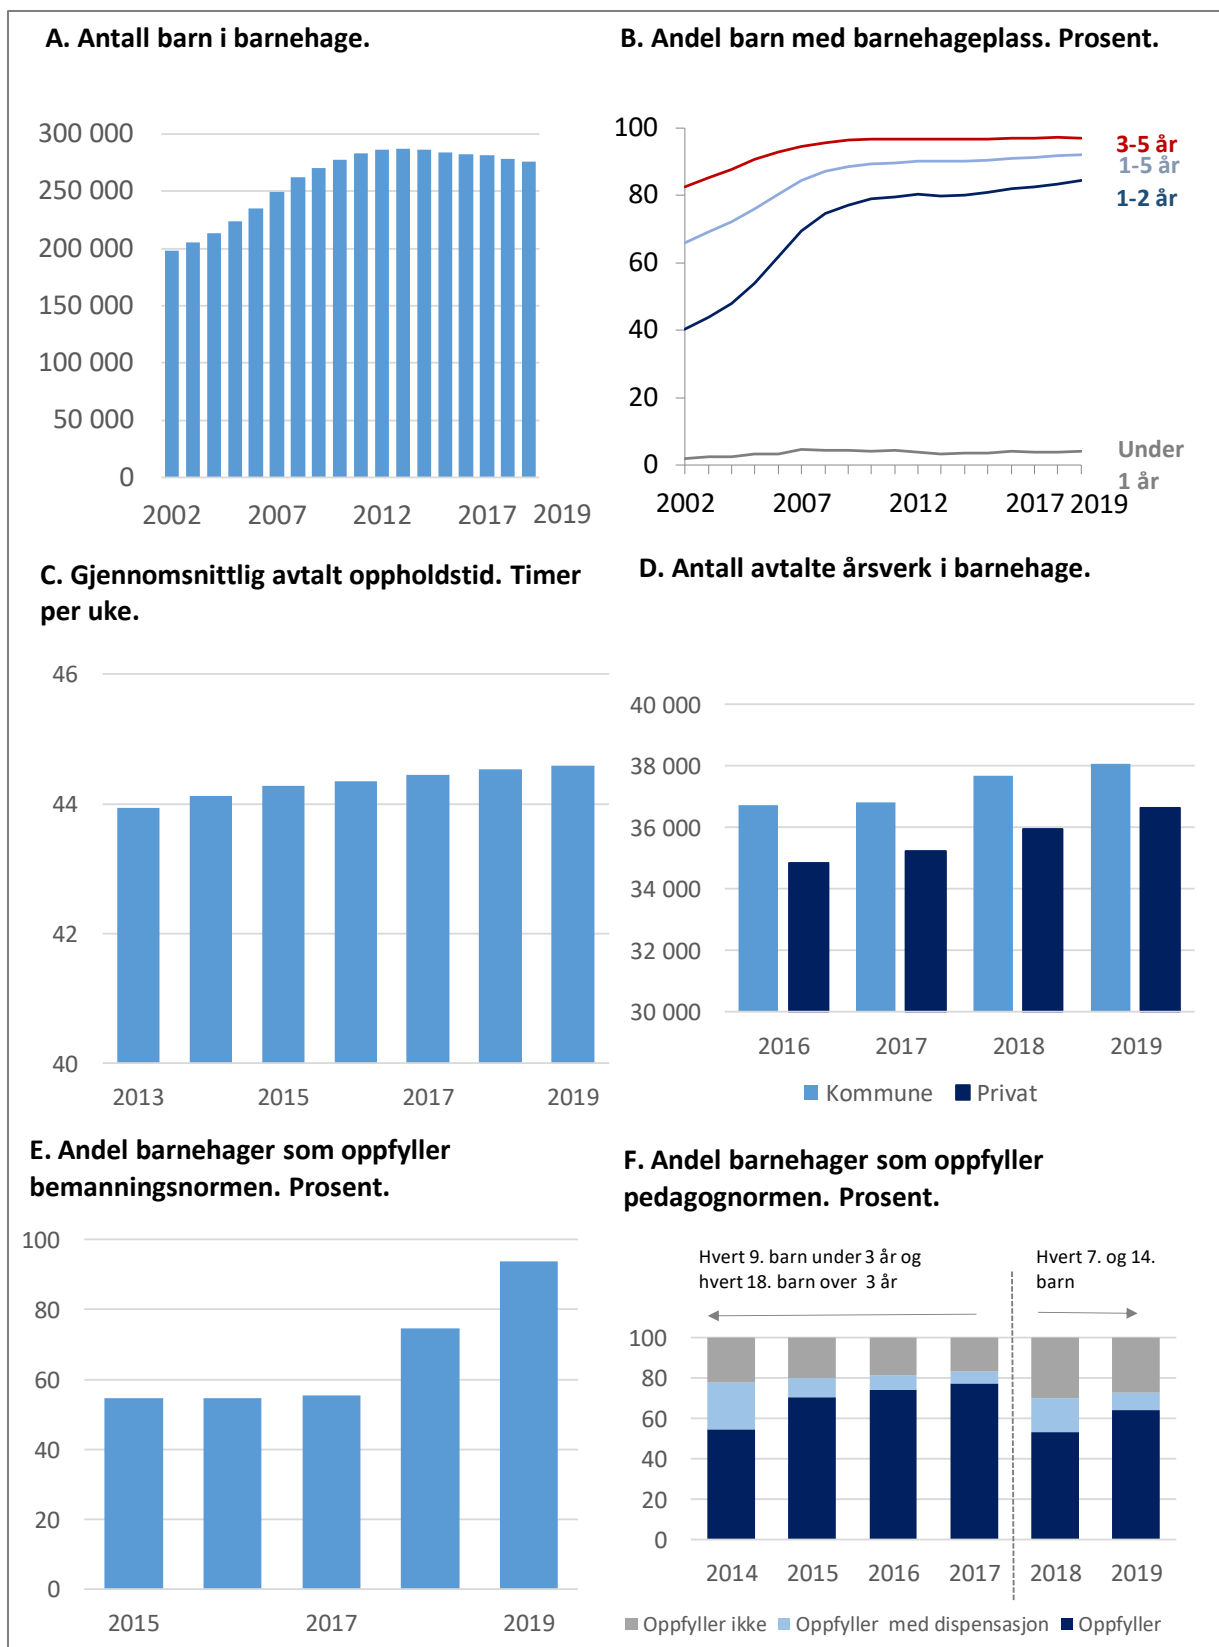 A. Antall barn i barnehage.
300 000
250 000
200 000
150 000
100 000
50 000
0
2002 2007 2012 2017 2019
B. Andel barn med barnehageplass. Prosent.
100
80
60
40
20
0
3-5 år
1-5 år
1-2 år
Under
1 år
2002 2007 2012 2017 2019
C. Gjennomsnittlig avtalt oppholdstid. Timer
per uke.
46
44
42
40
2013 2015 2017 2019
D. Antall avtalte årsverk i barnehage.
40 000
38 000
36 000
34 000
32 000
30 000
2016 2017 2018 2019
Kommune Privat
E. Andel barnehager som oppfyller
bemanningsnormen. Prosent.
100
80
60
40
20
0
2015 2017 2019
F. Andel barnehager som oppfyller
pedagognormen. Prosent.
Hvert 9. barn under 3 år og
hvert 18. barn over 3 år
Hvert 7. og 14.
barn
100
80
60
40
20
0
2014 2015 2016 2017 2018 2019
Oppfyller ikke Oppfyller med dispensasjon Oppfyller